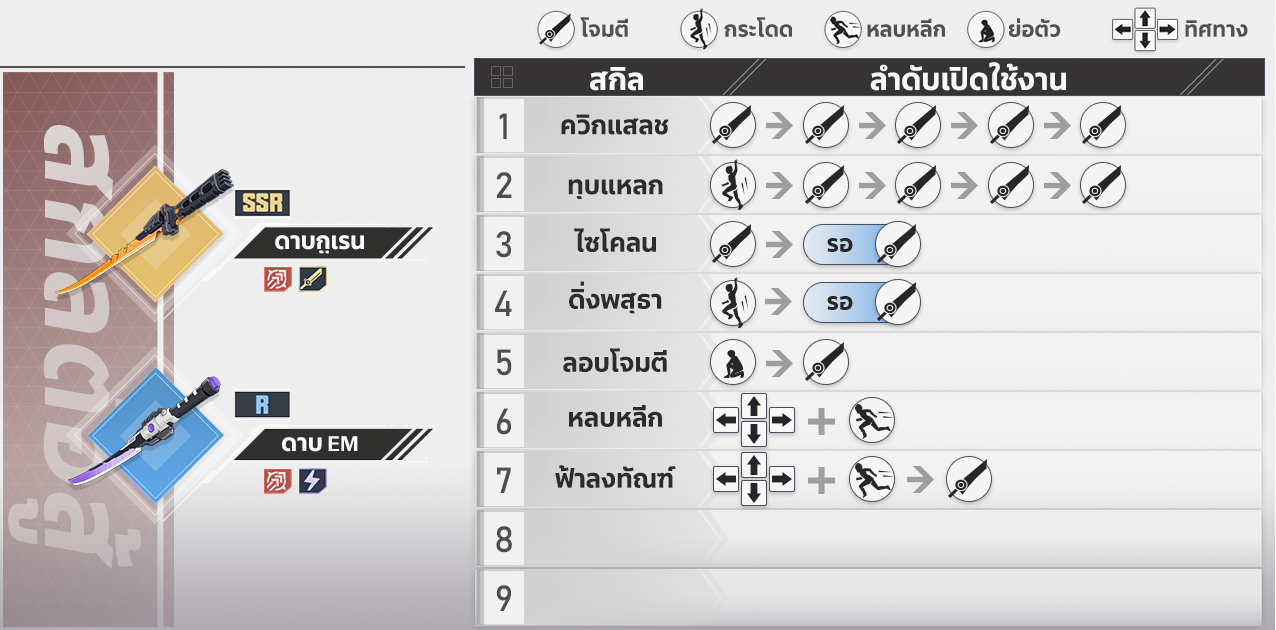 โจมตี กระโดด หลบหลีก ย่อตัว ทิศทาง
สกิลต่อสู้
SSR
ดาบกูเรน
R
ดาบ EM
สกิล ลำดับเปิดใช้งาน
1 ควิกแสลช
2 ทุบแหลก
3 ไซโคลน รอ
4 ดิ่งพสุธา รอ
5 ลอบโจมตี
6 หลบหลีก
7 ฟ้าลงทัณฑ์
8
9